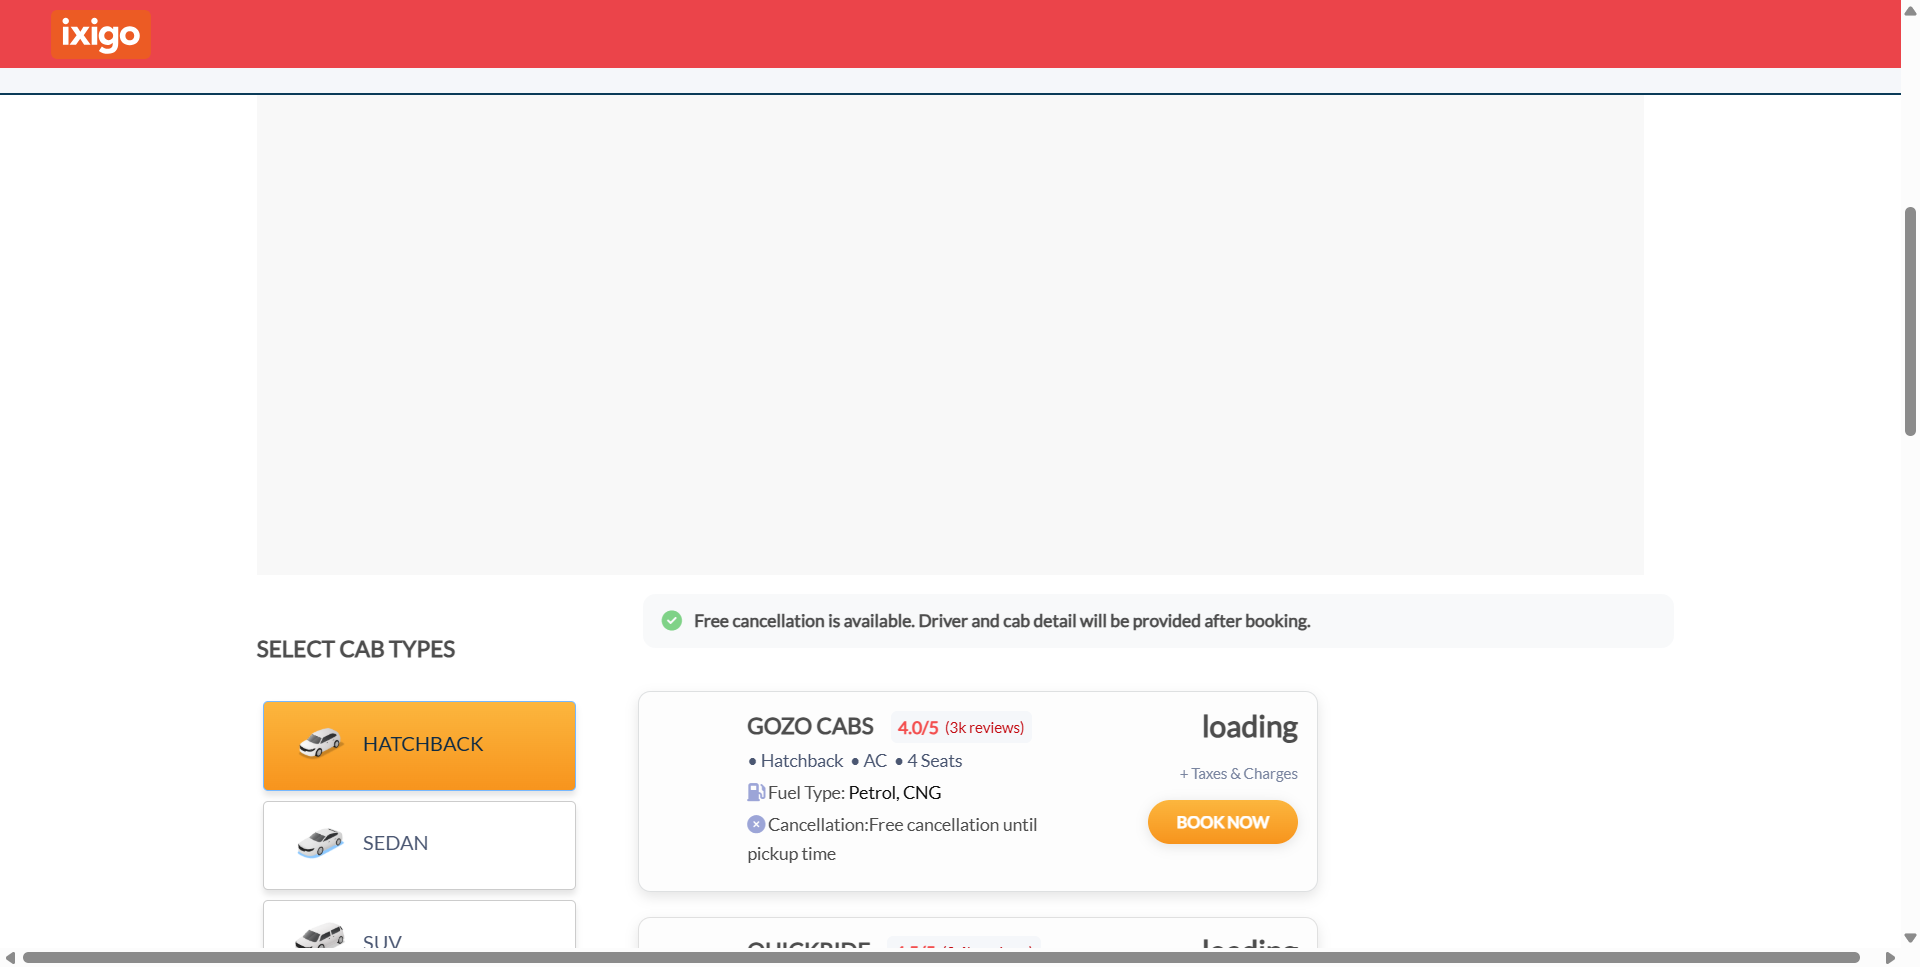 ixigo
Free cancellation is available. Driver and cab detail will be provided after booking.
SELECT CAB TYPES
HATCHBACK
SEDAN
SUV
GOZO CABS 4.0/5 (3k reviews)
• Hatchback • AC • 4 Seats
Fuel Type: Petrol, CNG
Cancellation:Free cancellation until
pickup time
loading
+ Taxes & Charges
BOOK NOW
QUICKRIDE
loading